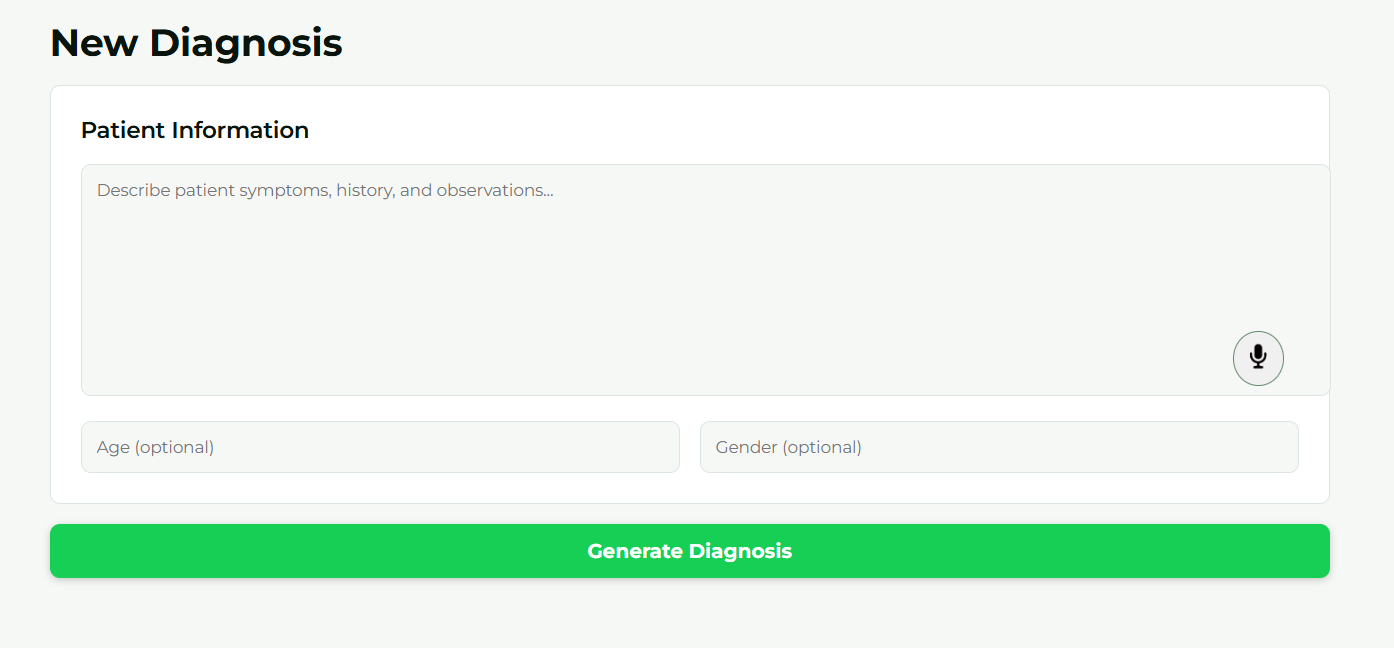 New Diagnosis
Patient Information
Describe patient symptoms, history, and observations...
Age (optional)
Gender (optional)
Generate Diagnosis